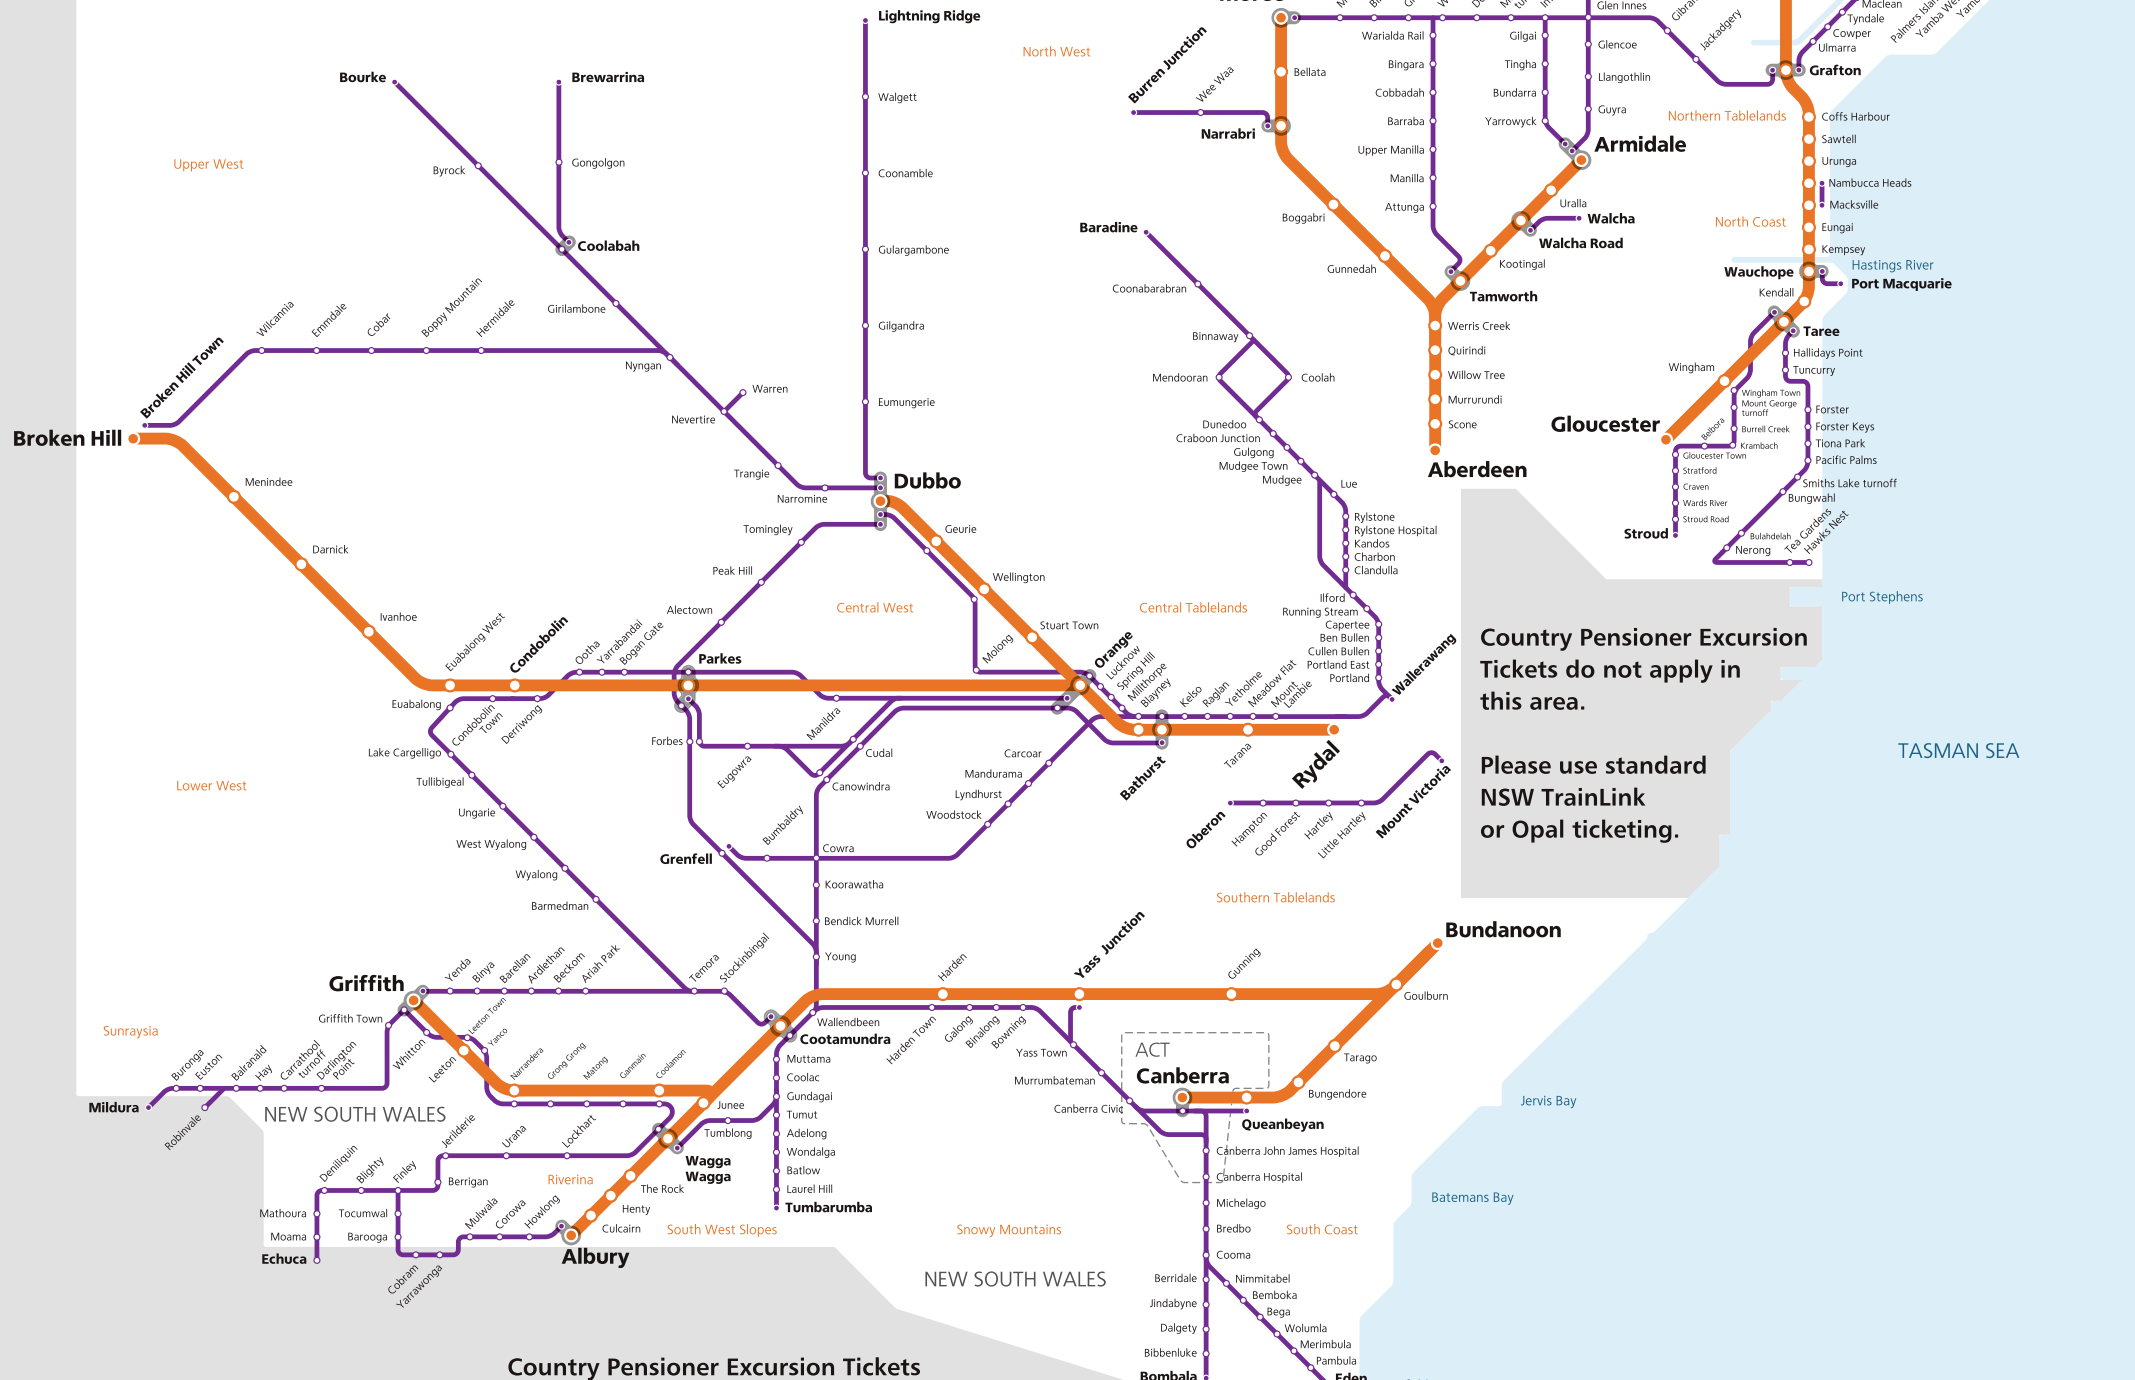 Lightning Ridge
Bourke
Brewarrina
Walgett
Upper West
Byrock
Gongolgon
Coonamble
Coolabah
Gulargambone
Girilambone
Wilcannia
Emmdale
Cobar
Boppy Mountain
Hermidale
Gilgandra
Broken Hill Town
Nyngan
Warren
Nevertire
Eumungerie
Broken Hill
Trangie
Narromine
Dubbo
Menindee
Tomingley
Geurie
Darnick
Peak Hill
Wellington
Alectown
Central West
Ivanhoe
Euabalong West
Condobolin
Ootha
Yarrabandai
Bogan Gate
Parkes
Stuart Town
Molong
Orange
Lucknow
Spring Hill
Millthorpe
Blayney
Kelso
Raglan
Yetholme
Meadow Flat
Mount
Lambie
Wallerawang
Euabalong
Condobolin
Town
Derriwong
Lake Cargelligo
Tullibigeal
Ungarie
West Wyalong
Wyalong
Barmedman
Lower West
Forbes
Eugowra
Manildra
Cudal
Canowindra
Bumbaldry
Grenfell
Cowra
Carcoar
Mandurama
Lyndhurst
Woodstock
Bathurst
Tarana
Rydal
Koorawatha
Bendick Murrell
Young
North West
Burren Junction
Wee Waa
Narrabri
Bellata
Boggabri
Gunnedah
Warialda Rail
Bingara
Cobbadah
Barraba
Upper Manilla
Manilla
Attunga
Gilgai
Tingha
Bundarra
Yarrowyck
Glen Innes
Glencoe
Llangothlin
Guyra
Armidale
Uralla
Walcha
Walcha Road
Kootingal
Tamworth
Werris Creek
Quirindi
Willow Tree
Murrurundi
Scone
Aberdeen
Jackadgery
Maclean
Tyndale
Cowper
Ulmarra
Grafton
Northern Tablelands
Coffs Harbour
Sawtell
Urunga
Nambucca Heads
Macksville
North Coast
Eungai
Kempsey
Wauchope
Hastings River
Port Macquarie
Kendall
Taree
Hallidays Point
Tuncurry
Wingham
Wingham Town
Mount George
turnoff
Burrell Creek
Krambach
Belbora
Gloucester
Gloucester Town
Stratford
Craven
Wards River
Stroud Road
Stroud
Forster
Forster Keys
Tiona Park
Pacific Palms
Smiths Lake turnoff
Bungwahl
Bulahdelah
Nerong
Tea Gardens
Hawks Nest
Port Stephens
Baradine
Coonabarabran
Binnaway
Mendooran
Coolah
Dunedoo
Craboon Junction
Gulgong
Mudgee Town
Mudgee
Lue
Rylstone
Rylstone Hospital
Kandos
Charbon
Clandulla
Central Tablelands
Ilford
Running Stream
Capertee
Ben Bullen
Cullen Bullen
Portland East
Portland
Country Pensioner Excursion
Tickets do not apply in
this area.
Please use standard
NSW TrainLink
or Opal ticketing.
TASMAN SEA
Oberon
Hampton
Good Forest
Hartley
Little Hartley
Mount Victoria
Southern Tablelands
Bundanoon
Griffith
Yenda
Binya
Barellan
Ardlethan
Beckom
Ariah Park
Temora
Stockinbingal
Griffith Town
Whitton
Leeton Town
Yanco
Leeton
Narrandera
Grong Grong
Matong
Ganmain
Coolamon
Sunraysia
Buronga
Euston
Balranald
Hay
Carrathool
turnoff
Darlington
Point
Mildura
Robinvale
NEW SOUTH WALES
Wallendbeen
Cootamundra
Muttama
Coolac
Gundagai
Tumut
Adelong
Wondalga
Batlow
Laurel Hill
Tumbarumba
Junee
Tumblong
Wagga
Wagga
Jerilderie
Urana
Lockhart
Deniliquin
Blighty
Finley
Berrigan
Mathoura
Moama
Echuca
Tocumwal
Barooga
Cobram
Yarrawonga
Mulwala
Corowa
Howlong
Riverina
The Rock
Henty
Culcairn
Albury
South West Slopes
Harden
Yass Junction
Gunning
Goulburn
Harden Town
Galong
Binalong
Bowning
Yass Town
Murrumbateman
Canberra Civic
ACT
Canberra
Tarago
Bungendore
Queanbeyan
Canberra John James Hospital
Canberra Hospital
Michelago
Bredbo
Cooma
Snowy Mountains
South Coast
NEW SOUTH WALES
Berridale
Jindabyne
Dalgety
Bibbenluke
Bombala
Nimmitabel
Bemboka
Bega
Wolumla
Merimbula
Pambula
Eden
Jervis Bay
Batemans Bay
Country Pensioner Excursion Tickets